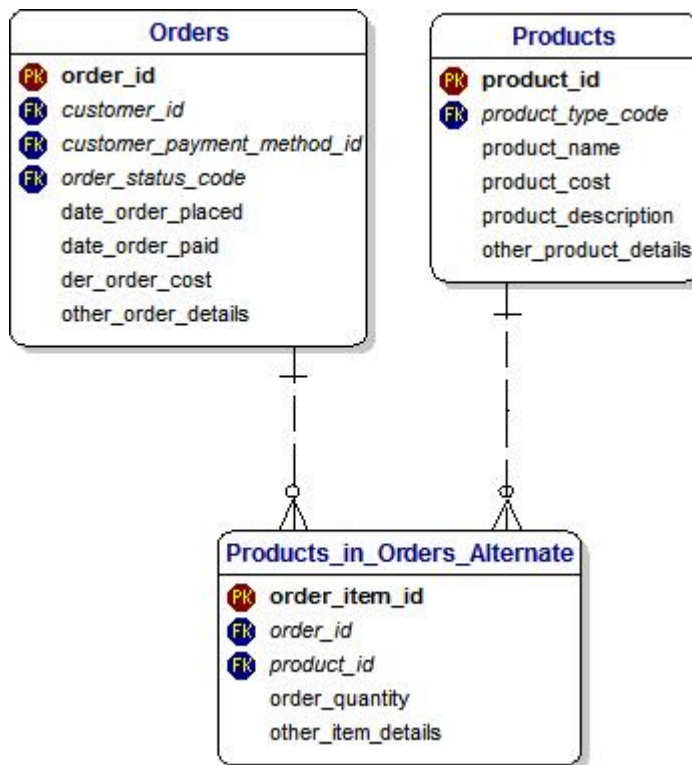 Orders
PK order_id
FK customer_id
FK customer_payment_method_id
FK order_status_code
date_order_placed
date_order_paid
der_order_cost
other_order_details
Products
PK product_id
FK product_type_code
product_name
product_cost
product_description
other_product_details
Products_in_Orders_Alternate
PK order_item_id
FK order_id
FK product_id
order_quantity
other_item_details